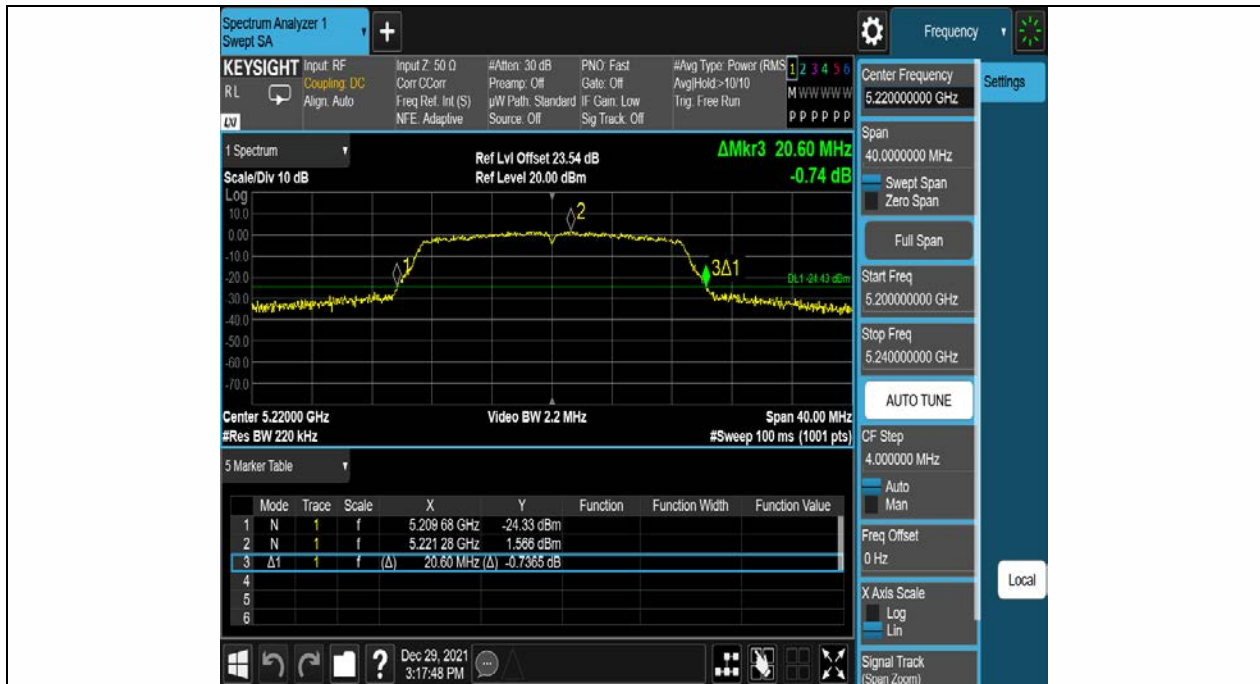 Spectrum Analyzer 1
Swept SA
+
Frequency
KEYSIGHT
RL
LXI
Input: RF
Coupling: DC
Align: Auto
Input Z: 50 Ω
Corr CCorr
Freq Ref: Int (S)
NFE: Adaptive
#Atten: 30 dB
Preamp: Off
µW Path: Standard
Source: Off
PNO: Fast
Gate: Off
IF Gain: Low
Sig Track: Off
#Avg Type: Power (RMS
Avg|Hold:>10/10
Trig: Free Run
1 2 3 4 5 6
M W W W W W
P P P P P P
1 Spectrum
Scale/Div 10 dB
Ref Lvl Offset 23.54 dB
Ref Level 20.00 dBm
ΔMkr3 20.60 MHz
-0.74 dB
Log
10.0
0.00
-10.0
-20.0
-30.0
-40.0
-50.0
-60.0
-70.0
1
2
3Δ1
DL1 -24.43 dBm
Center 5.22000 GHz
#Res BW 220 kHz
Video BW 2.2 MHz
Span 40.00 MHz
#Sweep 100 ms (1001 pts)
5 Marker Table
Mode Trace Scale X Y Function Function Width Function Value
1 N 1 f 5.209 68 GHz -24.33 dBm
2 N 1 f 5.221 28 GHz 1.566 dBm
3 Δ1 1 f (Δ) 20.60 MHz (Δ) -0.7365 dB
4
5
6
?
Dec 29, 2021
3:17:48 PM
Center Frequency
5.220000000 GHz
Span
40.0000000 MHz
Swept Span
Zero Span
Full Span
Start Freq
5.200000000 GHz
Stop Freq
5.240000000 GHz
AUTO TUNE
CF Step
4.000000 MHz
Auto
Man
Freq Offset
0 Hz
X Axis Scale
Log
Lin
Signal Track
(Span Zoom)
Settings
Local